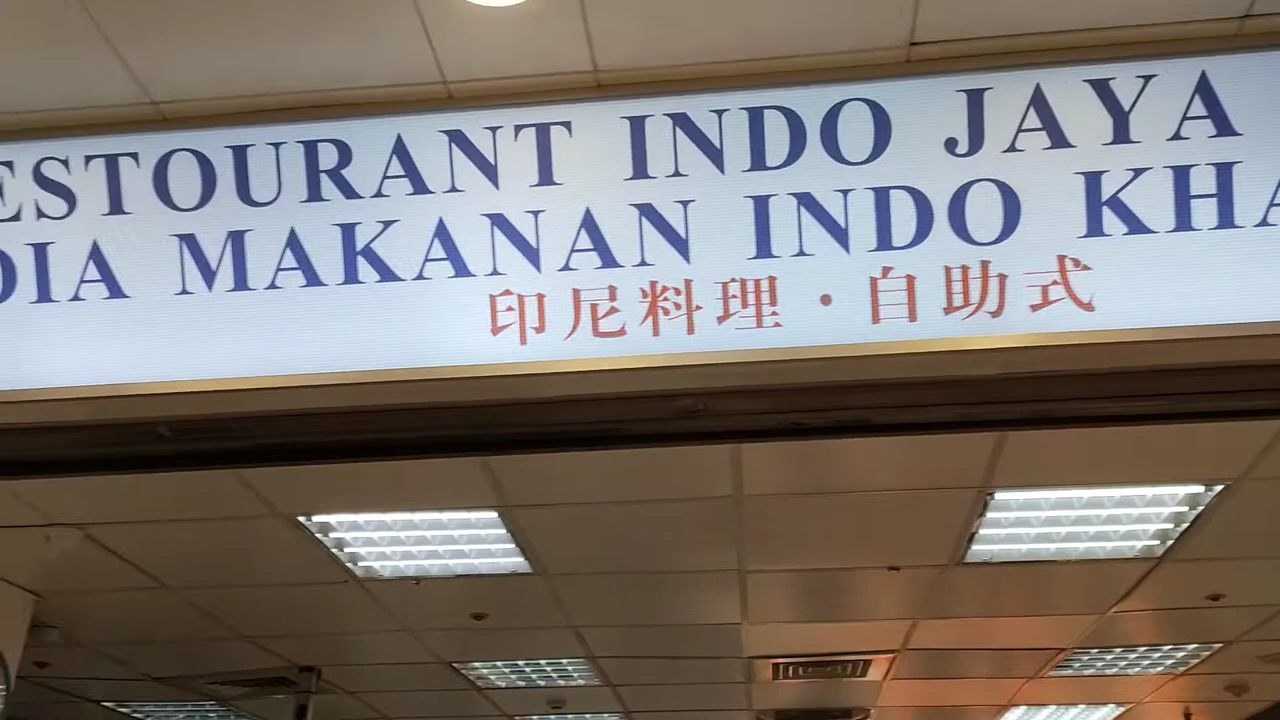 ESTOURANT INDO JAYA
DIA MAKANAN INDO KHA
印尼料理·自助式